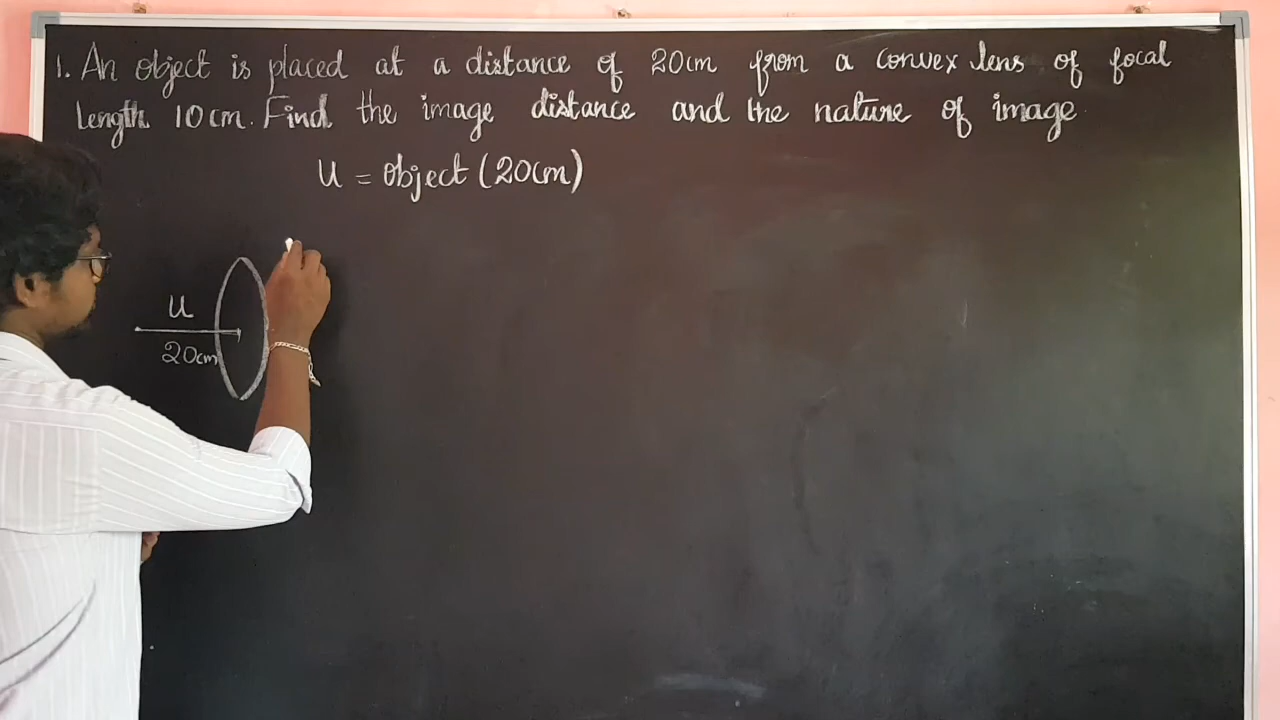 1. An object is placed at a distance of 20cm from a convex lens of focal
length 10cm. Find the image distance and the nature of image
u = object (20cm)
u
20cm